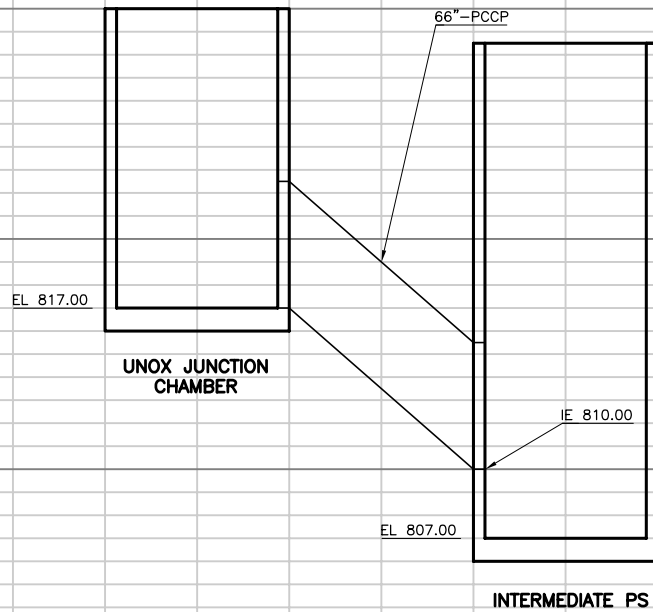 66"-PCCP
EL 817.00
UNOX JUNCTION
CHAMBER
IE 810.00
EL 807.00
INTERMEDIATE PS